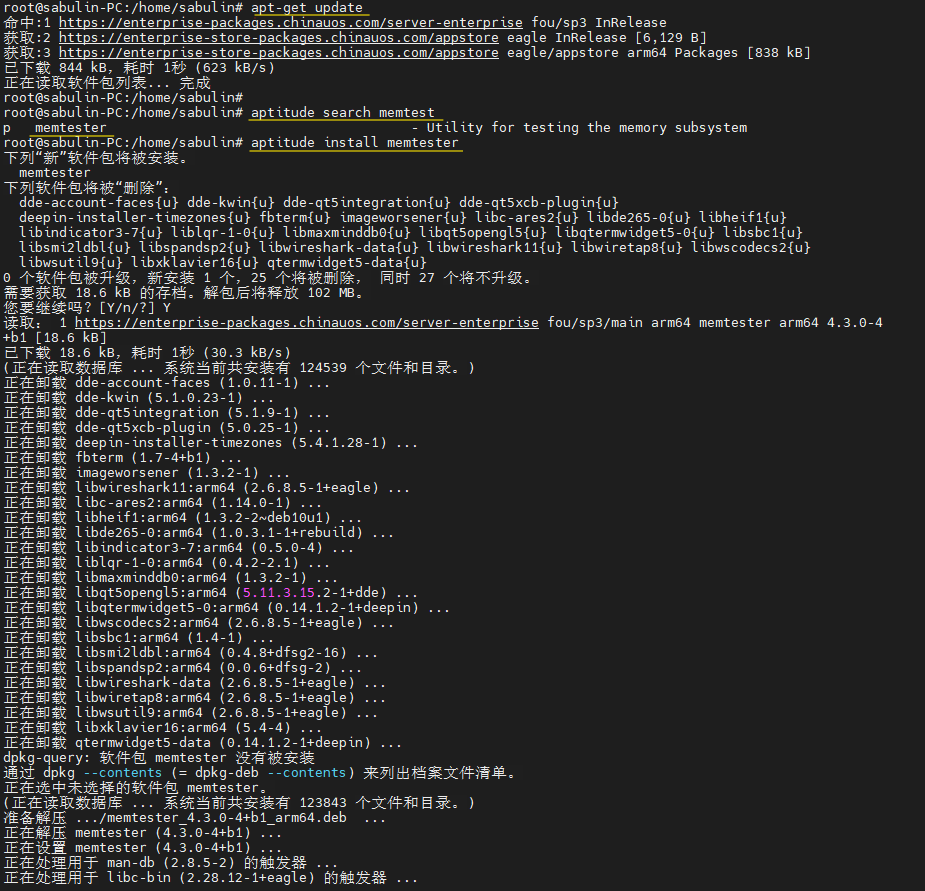 root@sabulin-PC:/home/sabulin# apt-get update
命中:1 https://enterprise-packages.chinauos.com/server-enterprise fou/sp3 InRelease
获取:2 https://enterprise-store-packages.chinauos.com/appstore eagle InRelease [6,129 B]
获取:3 https://enterprise-store-packages.chinauos.com/appstore eagle/appstore arm64 Packages [838 kB]
已下载 844 kB，耗时 1秒 (623 kB/s)
正在读取软件包列表... 完成
root@sabulin-PC:/home/sabulin#
root@sabulin-PC:/home/sabulin# aptitude search memtest
p   memtester                                      - Utility for testing the memory subsystem
root@sabulin-PC:/home/sabulin# aptitude install memtester
下列“新”软件包将被安装。
  memtester
下列软件包将被“删除”：
  dde-account-faces{u} dde-kwin{u} dde-qt5integration{u} dde-qt5xcb-plugin{u}
  deepin-installer-timezones{u} fbterm{u} imageworsener{u} libc-ares2{u} libde265-0{u} libheif1{u}
  libindicator3-7{u} liblqr-1-0{u} libmaxminddb0{u} libqt5opengl5{u} libqtermwidget5-0{u} libsbc1{u}
  libsmi2ldbl{u} libspandsp2{u} libwireshark-data{u} libwireshark11{u} libwiretap8{u} libwscodecs2{u}
  libwsutil9{u} libxklavier16{u} qtermwidget5-data{u}
0 个软件包被升级，新安装 1 个，25 个将被删除， 同时 27 个将不升级。
需要获取 18.6 kB 的存档。解包后将释放 102 MB。
您要继续吗？[Y/n/?] Y
读取： 1 https://enterprise-packages.chinauos.com/server-enterprise fou/sp3/main arm64 memtester arm64 4.3.0-4
+b1 [18.6 kB]
已下载 18.6 kB，耗时 1秒 (30.3 kB/s)
(正在读取数据库 ... 系统当前共安装有 124539 个文件和目录。)
正在卸载 dde-account-faces (1.0.11-1) ...
正在卸载 dde-kwin (5.1.0.23-1) ...
正在卸载 dde-qt5integration (5.1.9-1) ...
正在卸载 dde-qt5xcb-plugin (5.0.25-1) ...
正在卸载 deepin-installer-timezones (5.4.1.28-1) ...
正在卸载 fbterm (1.7-4+b1) ...
正在卸载 imageworsener (1.3.2-1) ...
正在卸载 libwireshark11:arm64 (2.6.8.5-1+eagle) ...
正在卸载 libc-ares2:arm64 (1.14.0-1) ...
正在卸载 libheif1:arm64 (1.3.2-2~deb10u1) ...
正在卸载 libde265-0:arm64 (1.0.3.1-1+rebuild) ...
正在卸载 libindicator3-7:arm64 (0.5.0-4) ...
正在卸载 liblqr-1-0:arm64 (0.4.2-2.1) ...
正在卸载 libmaxminddb0:arm64 (1.3.2-1) ...
正在卸载 libqt5opengl5:arm64 (5.11.3.15.2-1+dde) ...
正在卸载 libqtermwidget5-0:arm64 (0.14.1.2-1+deepin) ...
正在卸载 libwscodecs2:arm64 (2.6.8.5-1+eagle) ...
正在卸载 libsbc1:arm64 (1.4-1) ...
正在卸载 libsmi2ldbl:arm64 (0.4.8+dfsg2-16) ...
正在卸载 libspandsp2:arm64 (0.0.6+dfsg-2) ...
正在卸载 libwireshark-data (2.6.8.5-1+eagle) ...
正在卸载 libwiretap8:arm64 (2.6.8.5-1+eagle) ...
正在卸载 libwsutil9:arm64 (2.6.8.5-1+eagle) ...
正在卸载 libxklavier16:arm64 (5.4-4) ...
正在卸载 qtermwidget5-data (0.14.1.2-1+deepin) ...
dpkg-query: 软件包 memtester 没有被安装
通过 dpkg --contents (= dpkg-deb --contents) 来列出档案文件清单。
正在选中未选择的软件包 memtester。
(正在读取数据库 ... 系统当前共安装有 123843 个文件和目录。)
准备解压 .../memtester_4.3.0-4+b1_arm64.deb  ...
正在解压 memtester (4.3.0-4+b1) ...
正在设置 memtester (4.3.0-4+b1) ...
正在处理用于 man-db (2.8.5-2) 的触发器 ...
正在处理用于 libc-bin (2.28.12-1+eagle) 的触发器 ...